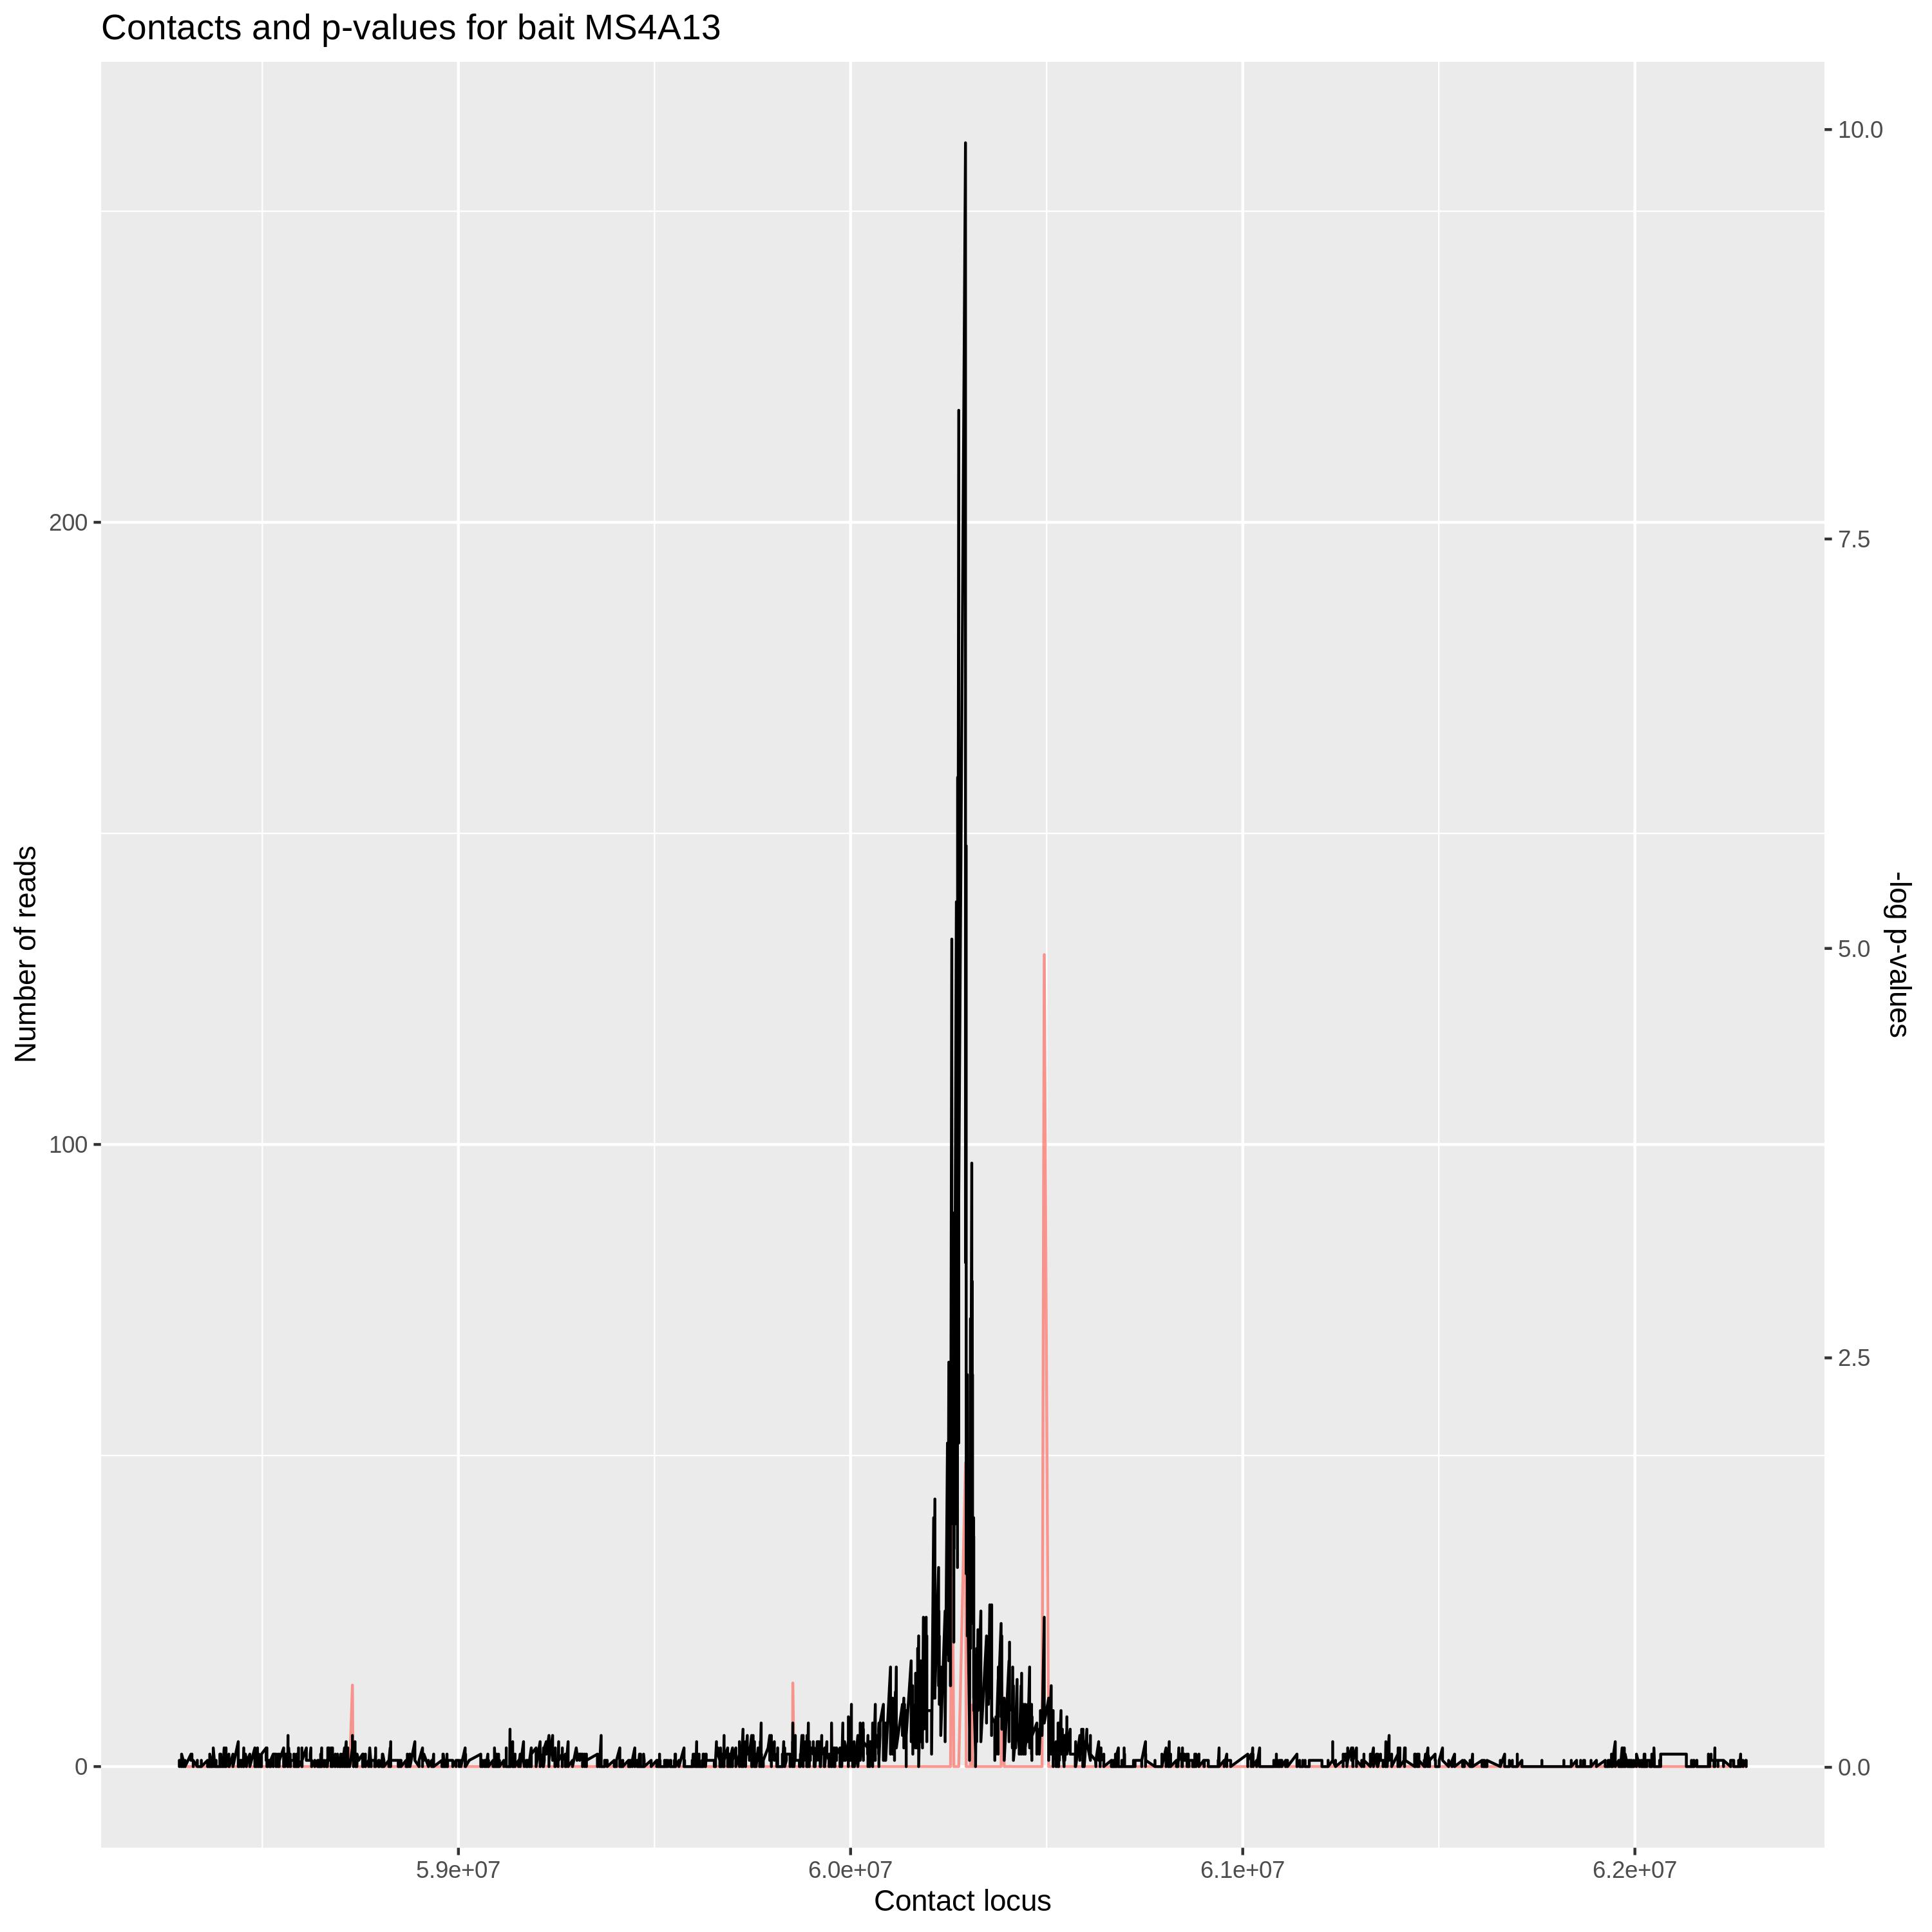 Contacts and p-values for bait MS4A13
Number of reads
200
100
0
10.0
7.5
5.0
2.5
0.0
-log p-values
5.9e+07
6.0e+07
6.1e+07
6.2e+07
Contact locus